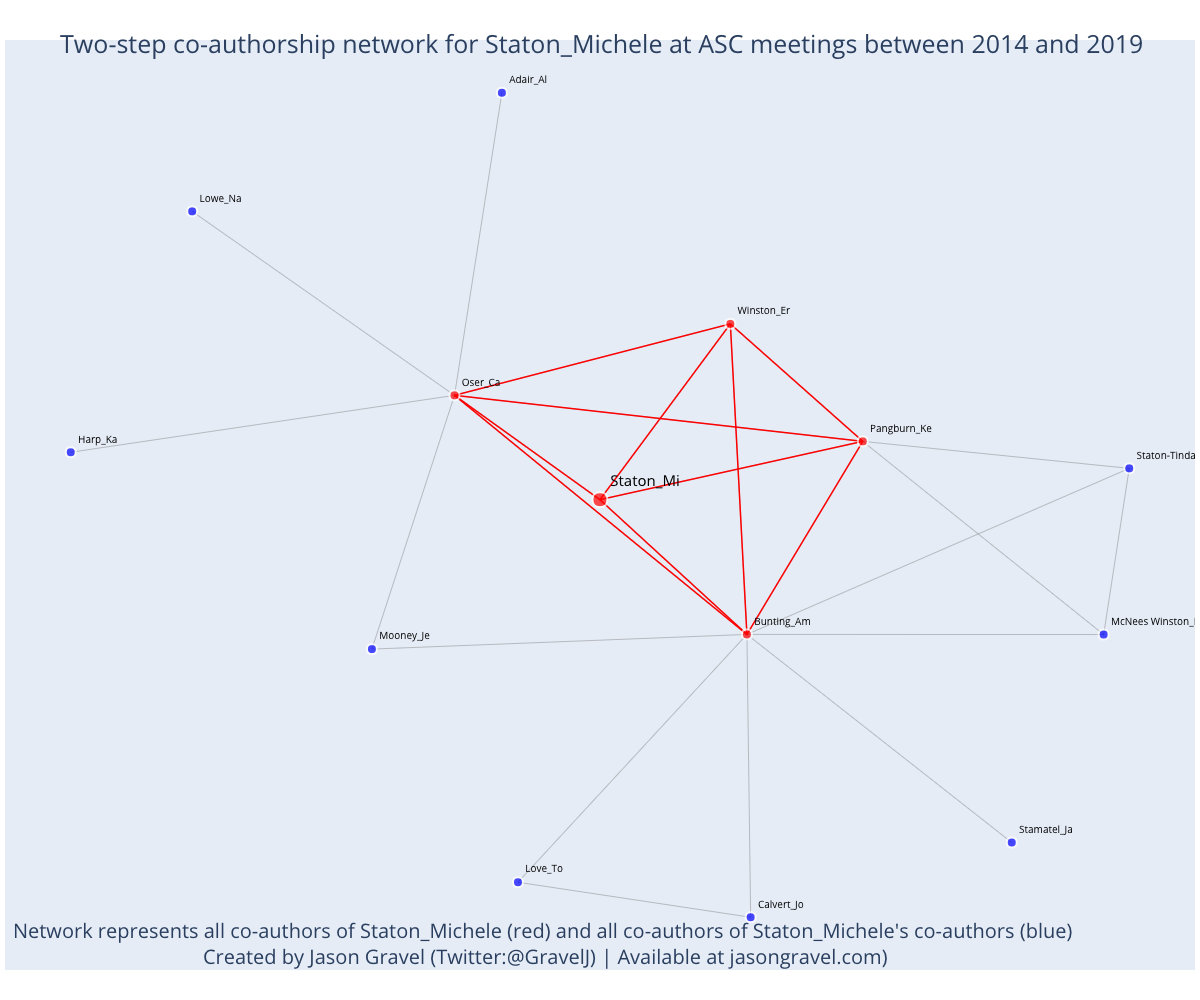 Two-step co-authorship network for Staton_Michele at ASC meetings between 2014 and 2019
Adair_Al
Lowe_Na
Winston_Er
Oser_Ca
Pangburn_Ke
Harp_Ka
Staton-Tinda
Staton_Mi
Bunting_Am
McNees Winston_
Mooney_Je
Stamatel_Ja
Love_To
Calvert_Jo
Network represents all co-authors of Staton_Michele (red) and all co-authors of Staton_Michele's co-authors (blue)
Created by Jason Gravel (Twitter:@GravelJ) | Available at jasongravel.com)